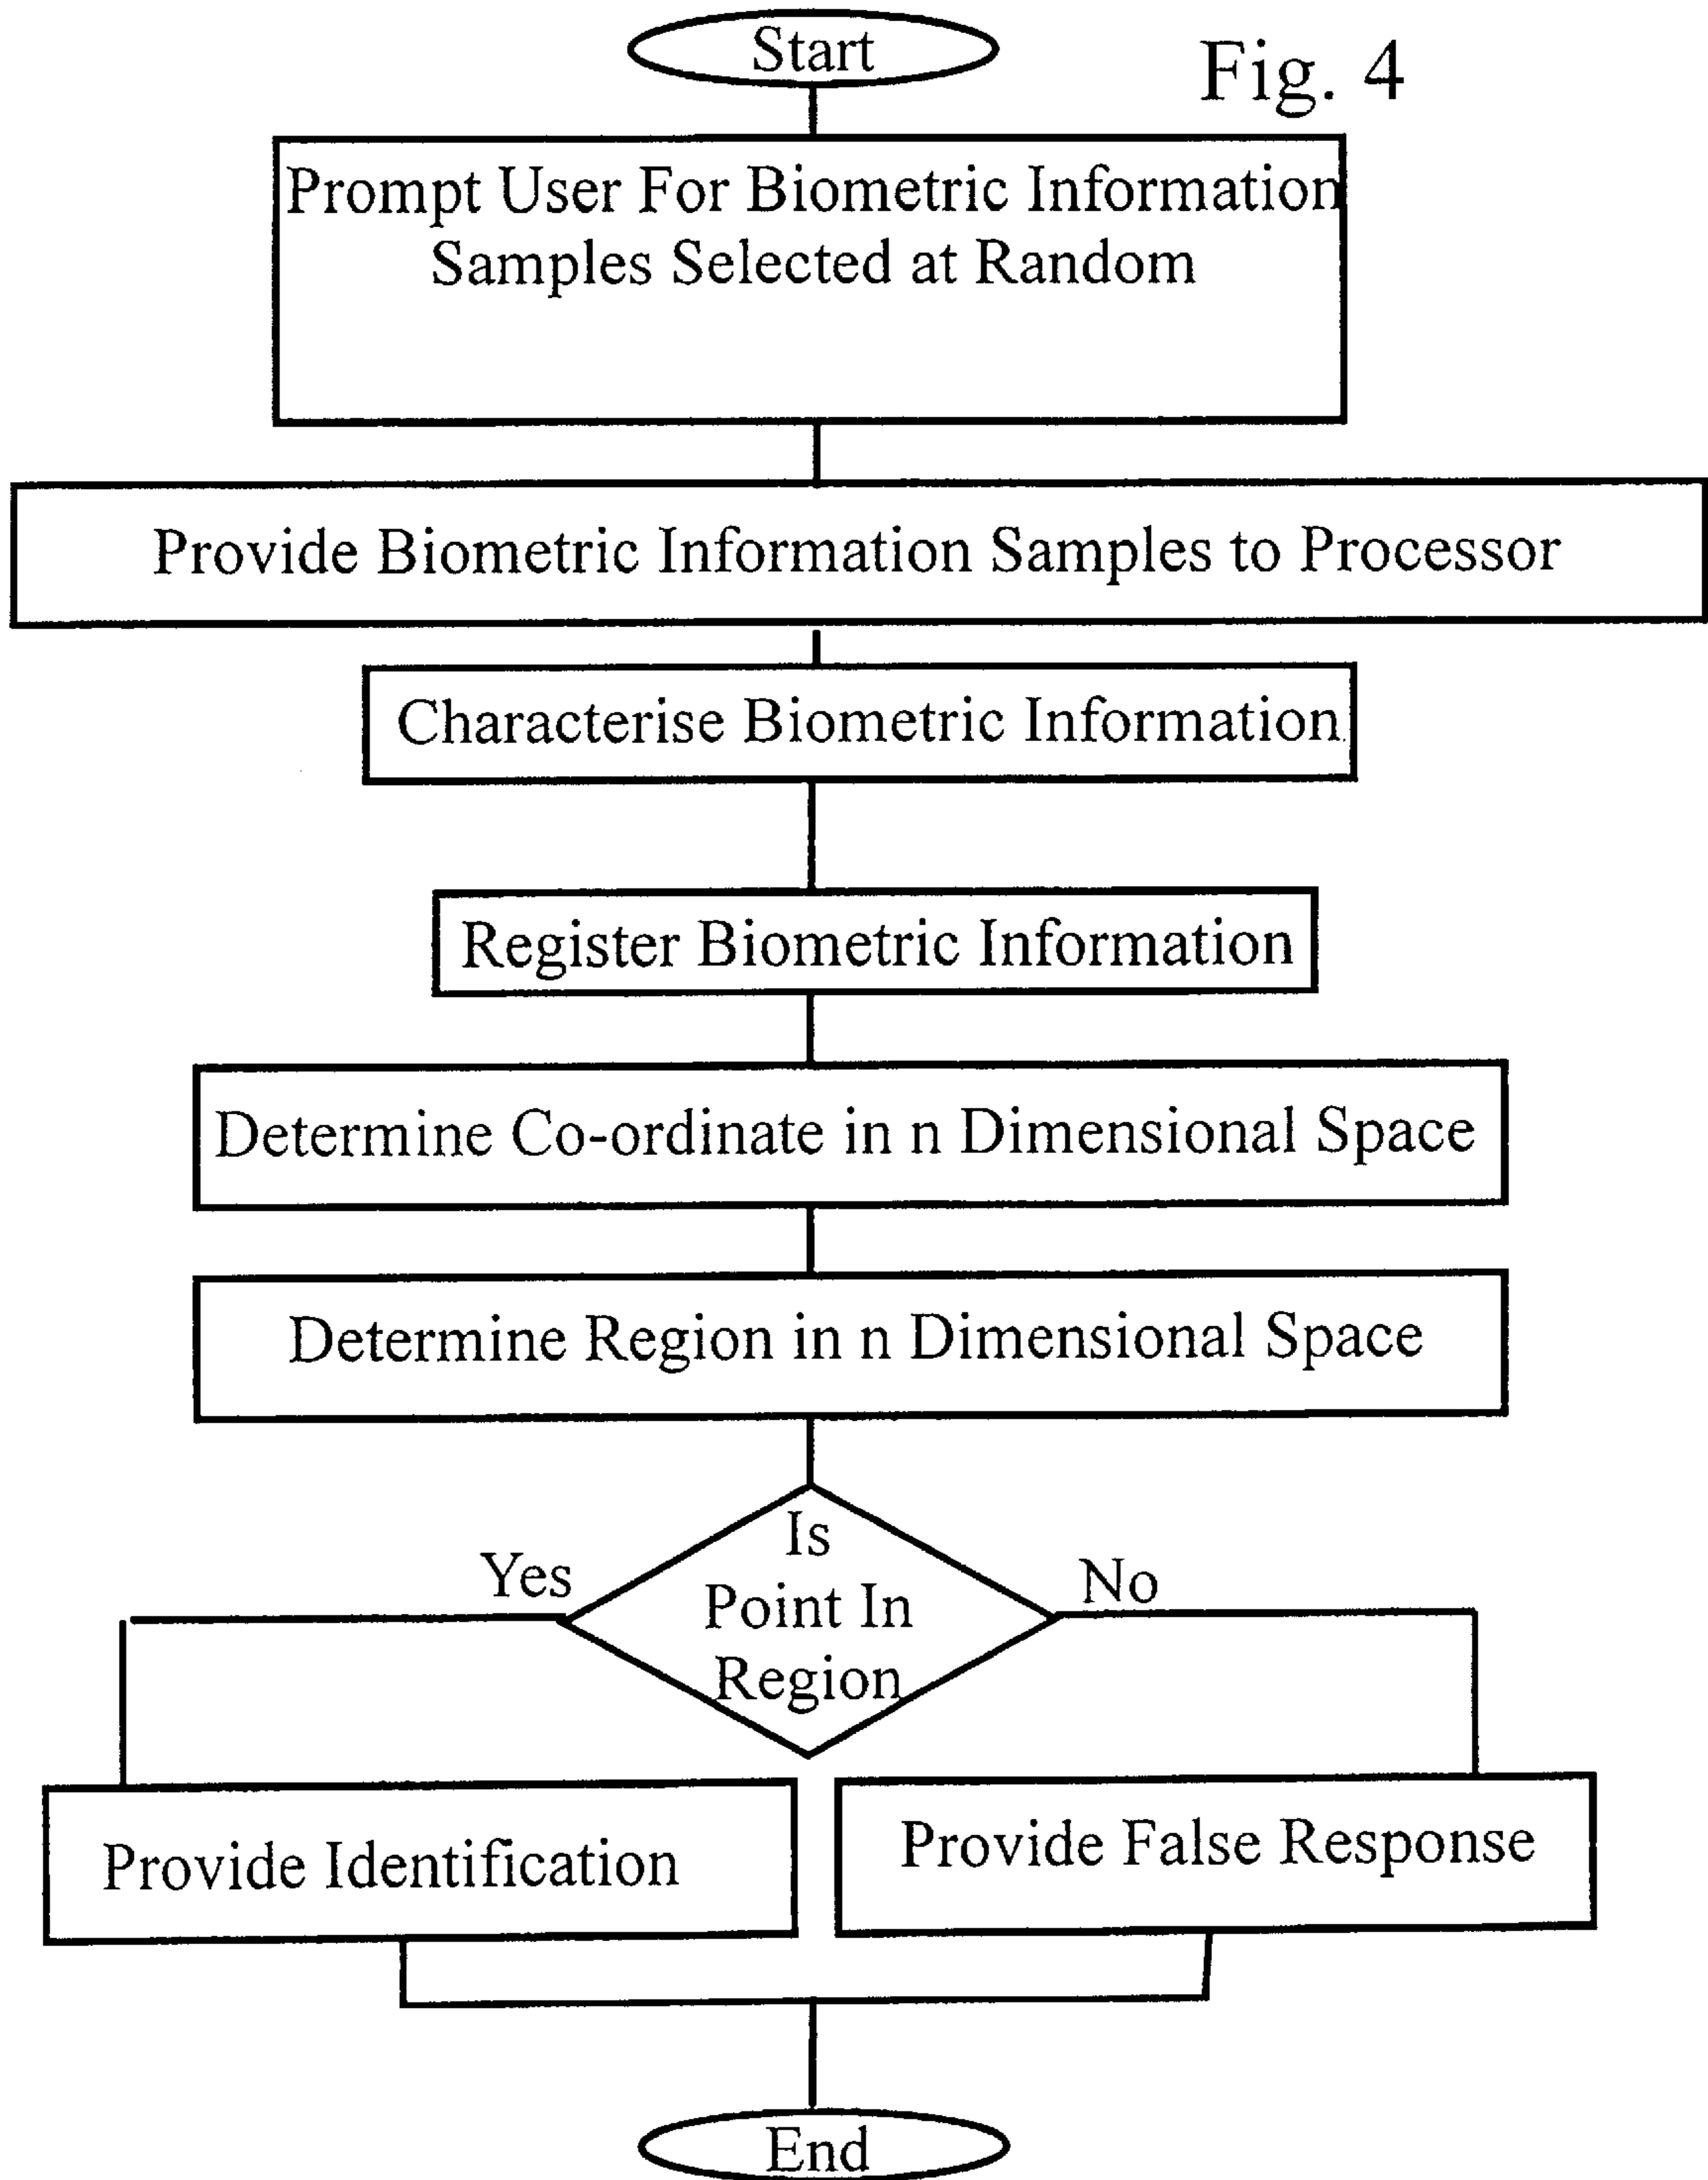 Start
Fig. 4
Prompt User For Biometric Information
Samples Selected at Random
Provide Biometric Information Samples to Processor
Characterise Biometric Information
Register Biometric Information
Determine Co-ordinate in n Dimensional Space
Determine Region in n Dimensional Space
Is
Point In
Region
Yes
No
Provide Identification
Provide False Response
End